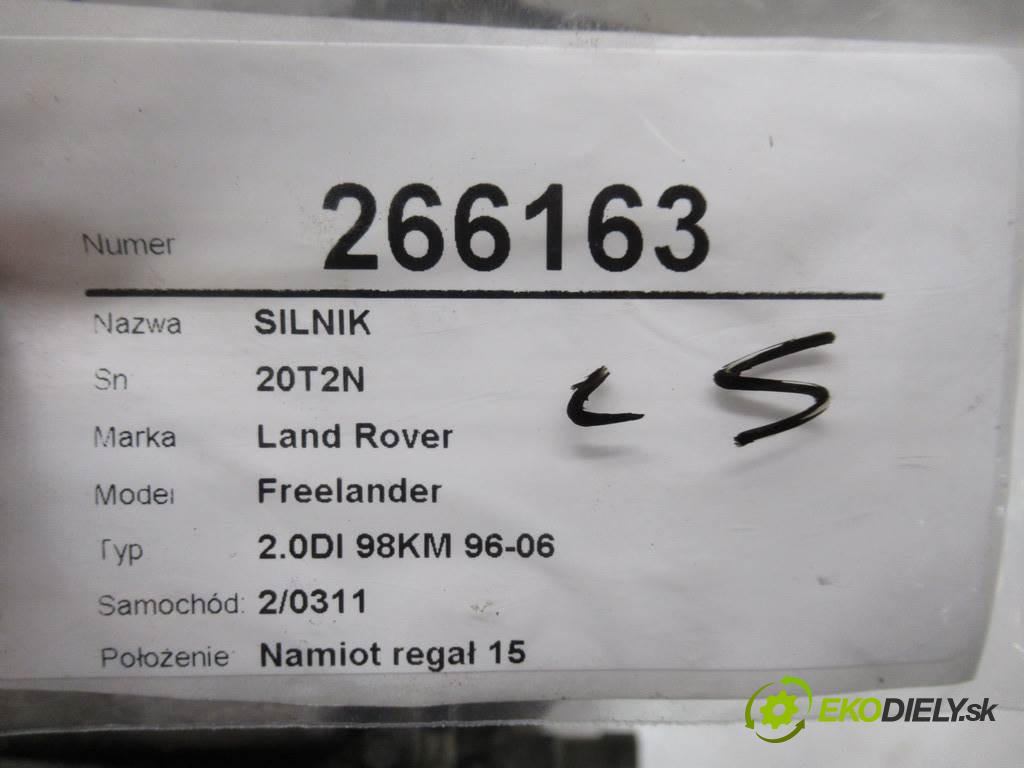 Numer 266163
Nazwa SILNIK
Sn 20T2N
Marka Land Rover
Model Freelander
Typ 2.0DI 98KM 96-06
Samochód: 2/0311
Położenie Namiot regał 15
EKODIELY.sk